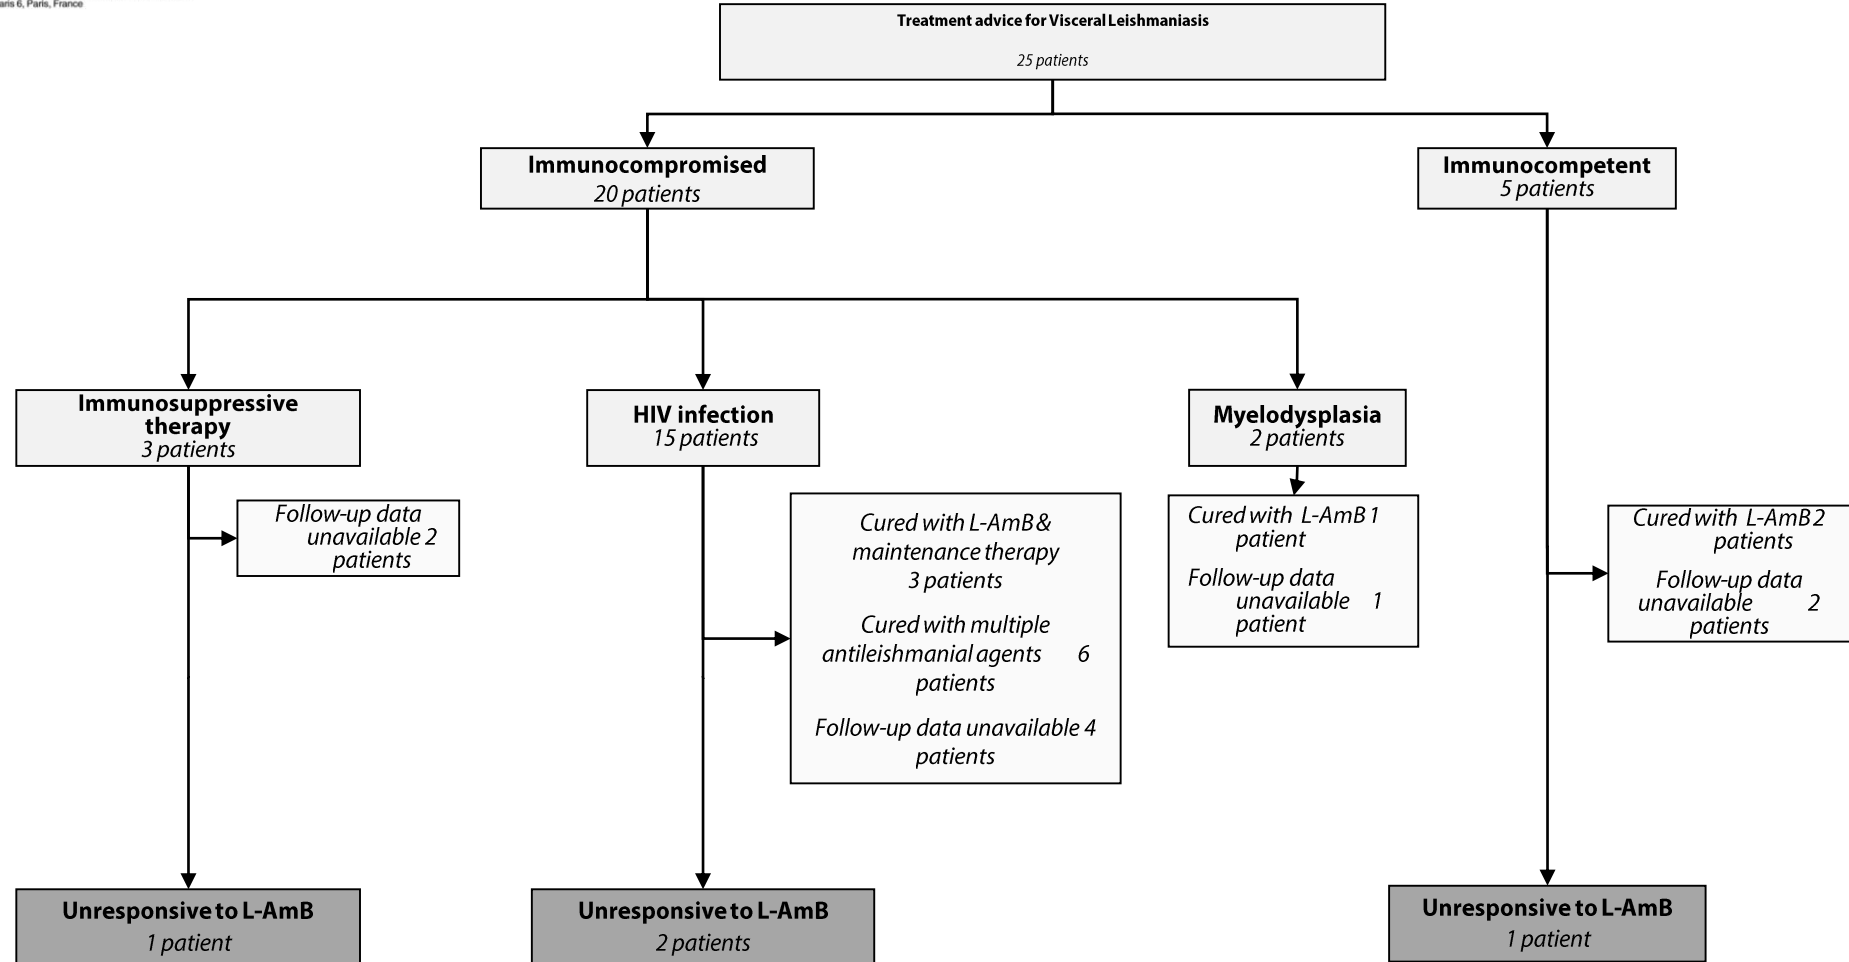 aris 6, Paris, France
Treatment advice for Visceral Leishmaniasis
25 patients
Immunocompromised
20 patients
Immunocompetent
5 patients
Immunosuppressive
therapy
3 patients
HIV infection
15 patients
Myelodysplasia
2 patients
Follow-up data
unavailable 2
patients
Cured with L-AmB &
maintenance therapy
3 patients
Cured with multiple
antileishmanial agents 6
patients
Follow-up data unavailable 4
patients
Cured with L-AmB 1
patient
Follow-up data
unavailable 1
patient
Cured with L-AmB 2
patients
Follow-up data
unavailable 2
patients
Unresponsive to L-AmB
1 patient
Unresponsive to L-AmB
2 patients
Unresponsive to L-AmB
1 patient